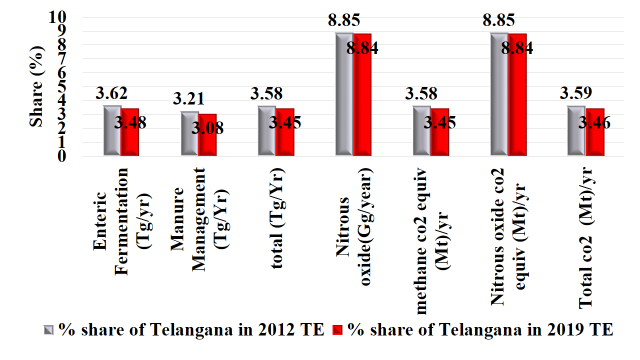 Share (%)
10
9
8
7
6
5
4
3
2
1
0
3.62
3.48
3.21
3.08
3.58
3.45
8.85
8.84
3.58
3.45
8.85
8.84
3.59
3.46
Enteric
Fermentation
(Tg/yr)
Manure
Management
(Tg/Yr)
total (Tg/Yr)
Nitrous
oxide(Gg/year)
methane co2 equiv
(Mt)/yr
Nitrous oxide co2
equiv (Mt)/yr
Total co2 (Mt)/yr
% share of Telangana in 2012 TE
% share of Telangana in 2019 TE